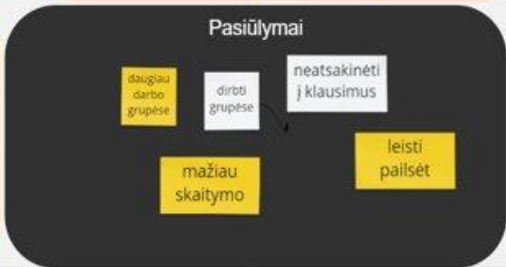 Pasiūlymai
daugiau
darbo
grupėse
dirbti
grupėse
neatsakinėti
į klausimus
mažiau
skaitymo
leisti
pailsėt